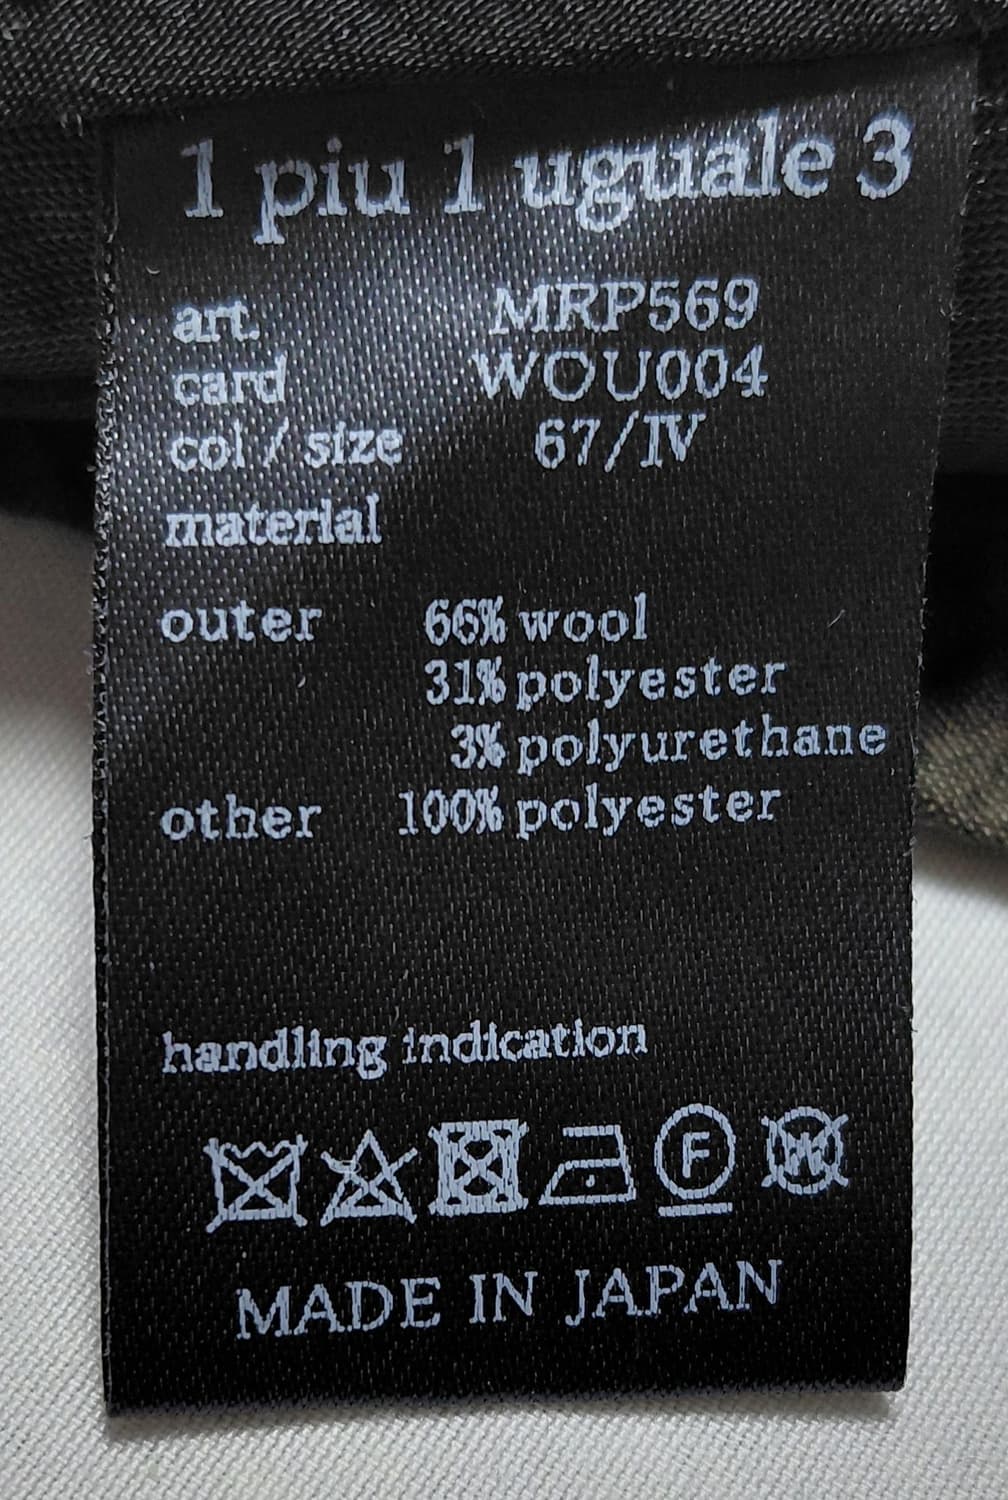 1 piu 1 uguale 3
art. MRP569
card WOU004
col / size 67/IV
material
outer 66% wool
31% polyester
3% polyurethane
other 100% polyester
handling indication
F W
MADE IN JAPAN